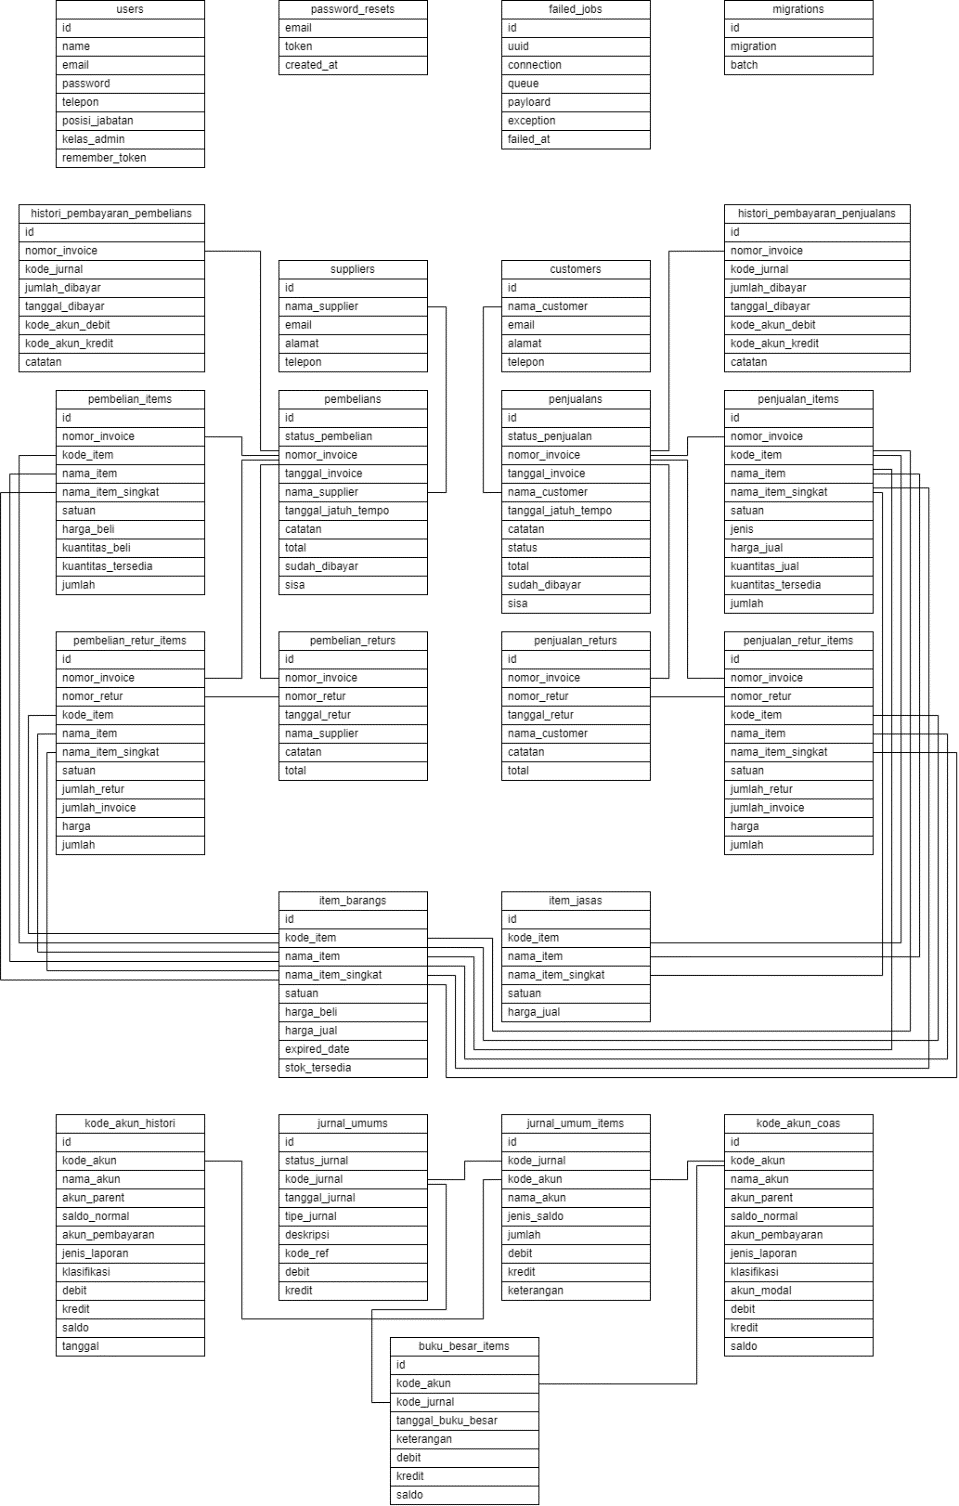 users
id
name
email
password
telepon
posisi_jabatan
kelas_admin
remember_token
password_resets
email
token
created_at
failed_jobs
id
uuid
connection
queue
payloard
exception
failed_at
migrations
id
migration
batch
histori_pembayaran_pembelians
id
nomor_invoice
kode_jurnal
jumlah_dibayar
tanggal_dibayar
kode_akun_debit
kode_akun_kredit
catatan
suppliers
id
nama_supplier
email
alamat
telepon
customers
id
nama_customer
email
alamat
telepon
histori_pembayaran_penjualans
id
nomor_invoice
kode_jurnal
jumlah_dibayar
tanggal_dibayar
kode_akun_debit
kode_akun_kredit
catatan
pembelian_items
id
nomor_invoice
kode_item
nama_item
nama_item_singkat
satuan
harga_beli
kuantitas_beli
kuantitas_tersedia
jumlah
pembelians
id
status_pembelian
nomor_invoice
tanggal_invoice
nama_supplier
tanggal_jatuh_tempo
catatan
total
sudah_dibayar
sisa
penjualans
id
status_penjualan
nomor_invoice
tanggal_invoice
nama_customer
tanggal_jatuh_tempo
catatan
status
total
sudah_dibayar
sisa
penjualan_items
id
nomor_invoice
kode_item
nama_item
nama_item_singkat
satuan
jenis
harga_jual
kuantitas_jual
kuantitas_tersedia
jumlah
pembelian_retur_items
id
nomor_invoice
nomor_retur
kode_item
nama_item
nama_item_singkat
satuan
jumlah_retur
jumlah_invoice
harga
jumlah
pembelian_returs
id
nomor_invoice
nomor_retur
tanggal_retur
nama_supplier
catatan
total
penjualan_returs
id
nomor_invoice
nomor_retur
tanggal_retur
nama_customer
catatan
total
penjualan_retur_items
id
nomor_invoice
nomor_retur
kode_item
nama_item
nama_item_singkat
satuan
jumlah_retur
jumlah_invoice
harga
jumlah
item_barangs
id
kode_item
nama_item
nama_item_singkat
satuan
harga_beli
harga_jual
expired_date
stok_tersedia
item_jasas
id
kode_item
nama_item
nama_item_singkat
satuan
harga_jual
kode_akun_histori
id
kode_akun
nama_akun
akun_parent
saldo_normal
akun_pembayaran
jenis_laporan
klasifikasi
debit
kredit
saldo
tanggal
jurnal_umums
id
status_jurnal
kode_jurnal
tanggal_jurnal
tipe_jurnal
deskripsi
kode_ref
debit
kredit
jurnal_umum_items
id
kode_jurnal
kode_akun
nama_akun
jenis_saldo
jumlah
debit
kredit
keterangan
kode_akun_coas
id
kode_akun
nama_akun
akun_parent
saldo_normal
akun_pembayaran
jenis_laporan
klasifikasi
akun_modal
debit
kredit
saldo
buku_besar_items
id
kode_akun
kode_jurnal
tanggal_buku_besar
keterangan
debit
kredit
saldo